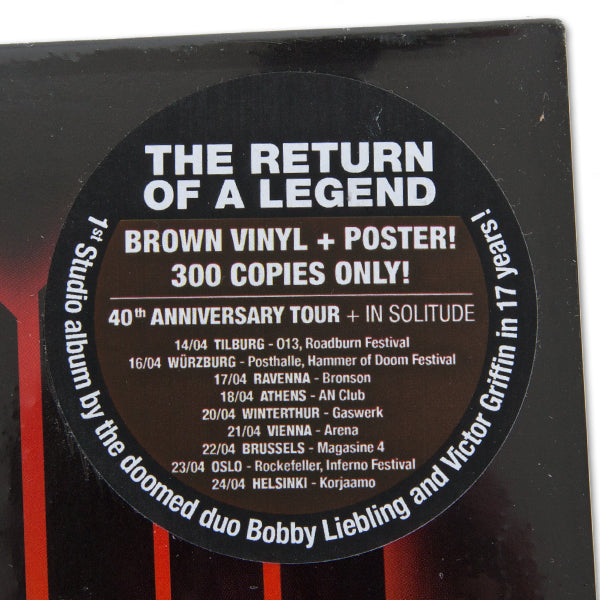 THE RETURN
OF A LEGEND
BROWN VINYL + POSTER!
300 COPIES ONLY!
40th ANNIVERSARY TOUR + IN SOLITUDE
14/04 TILBURG - 013, Roadburn Festival
16/04 WÜRZBURG - Posthalle, Hammer of Doom Festival
17/04 RAVENNA - Bronson
18/04 ATHENS - AN Club
20/04 WINTERTHUR - Gaswerk
21/04 VIENNA - Arena
22/04 BRUSSELS - Magasine 4
23/04 OSLO - Rockefeller, Inferno Festival
24/04 HELSINKI - Korjaamo
1st Studio album by the doomed duo Bobby Liebling and Victor Griffin in 17 years!